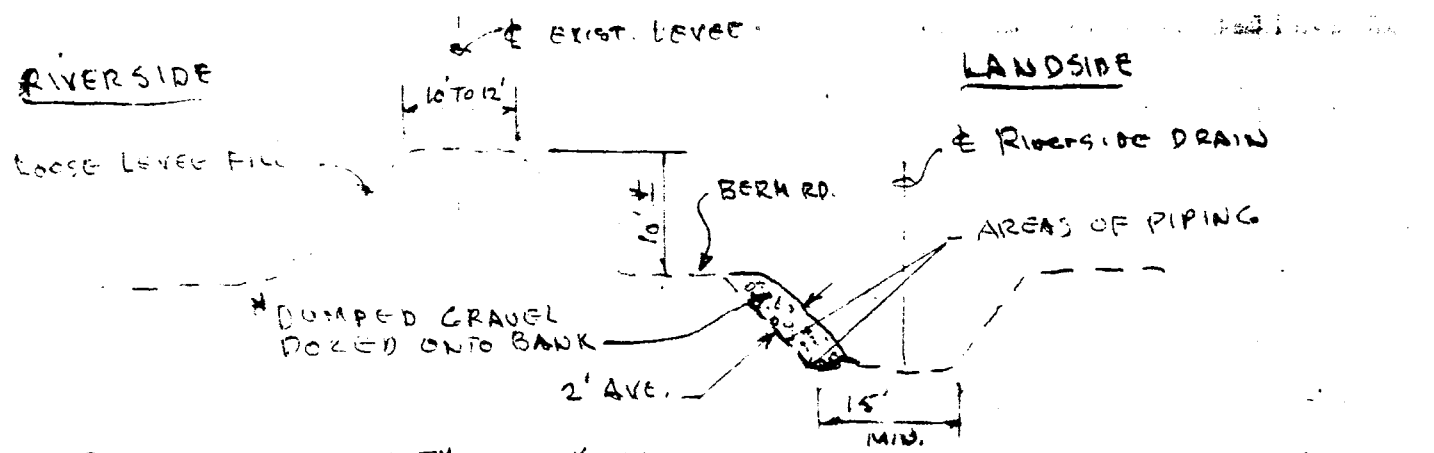 ℄ EXIST. LEVEE.
RIVERSIDE
LANDSIDE
10' TO 12'
℄ RIVERSIDE DRAIN
LOOSE LEVEE FILL
10' ±
BERM RD.
AREAS OF PIPING
* DUMPED GRAVEL
DOZED ONTO BANK
2' AVE.
15'
MIN.